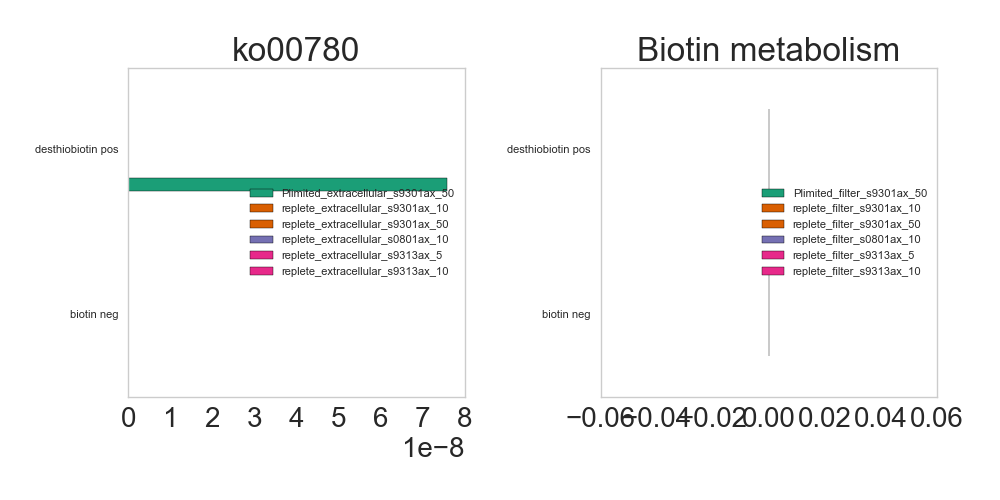 ko00780
desthiobiotin pos
biotin neg
Plimited_extracellular_s9301ax_50
replete_extracellular_s9301ax_10
replete_extracellular_s9301ax_50
replete_extracellular_s0801ax_10
replete_extracellular_s9313ax_5
replete_extracellular_s9313ax_10
0 1 2 3 4 5 6 7 8
1e−8
Biotin metabolism
desthiobiotin pos
biotin neg
Plimited_filter_s9301ax_50
replete_filter_s9301ax_10
replete_filter_s9301ax_50
replete_filter_s0801ax_10
replete_filter_s9313ax_5
replete_filter_s9313ax_10
−0.06 −0.04 −0.02 0.00 0.02 0.04 0.06